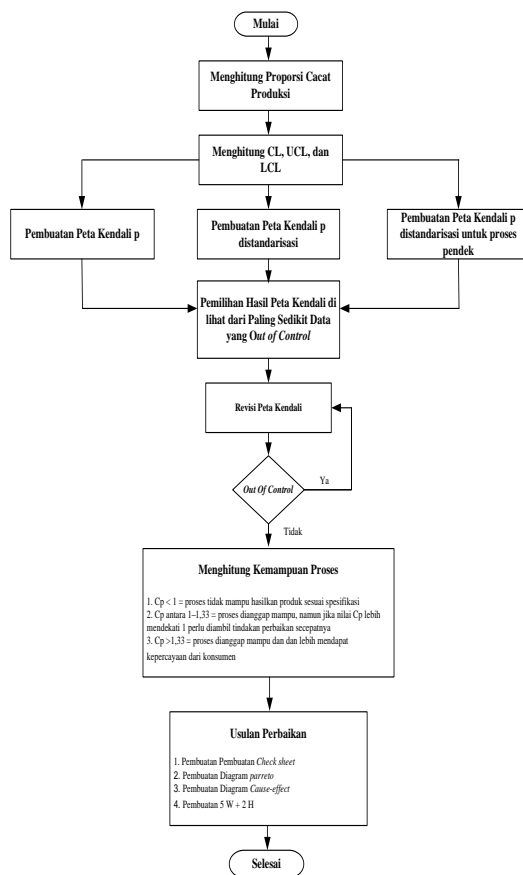 Mulai
Menghitung Proporsi Cacat
Produksi
Menghitung CL, UCL, dan
LCL
Pembuatan Peta Kendali p
Pembuatan Peta Kendali p
distandarisasi
Pembuatan Peta Kendali p
distandarisasi untuk proses
pendek
Pemilihan Hasil Peta Kendali di
lihat dari Paling Sedikit Data
yang Out of Control
Revisi Peta Kendali
Out Of Control
Ya
Tidak
Menghitung Kemampuan Proses
1. Cp < 1 = proses tidak mampu hasilkan produk sesuai spesifikasi
2. Cp antara 1–1,33 = proses dianggap mampu, namun jika nilai Cp lebih
mendekati 1 perlu diambil tindakan perbaikan secepatnya
3. Cp >1,33 = proses dianggap mampu dan dan lebih mendapat
kepercayaan dari konsumen
Usulan Perbaikan
1. Pembuatan Pembuatan Check sheet
2. Pembuatan Diagram parreto
3. Pembuatan Diagram Cause-effect
4. Pembuatan 5 W + 2 H
Selesai